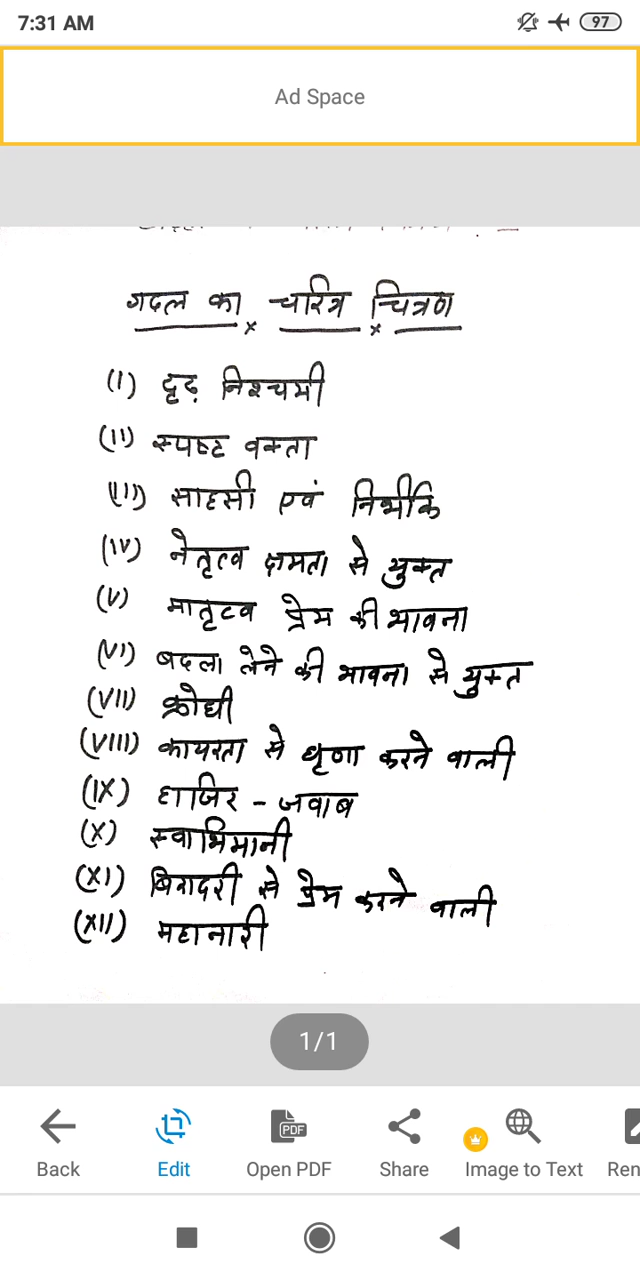 7:31 AM
97
Ad Space
गदल का चरित्र चित्रण
(I) दृढ़ निश्चमी
(II) स्पष्ट वक्ता
(III) साहसी एवं निर्भीक
(IV) नेतृत्व क्षमता से युक्त
(V) मातृत्व प्रेम की भावना
(VI) बदला लेने की भावना से युक्त
(VII) क्रोधी
(VIII) कायरता से घृणा करने वाली
(IX) हाजिर - जवाब
(X) स्वाभिमानी
(XI) बिरादरी से प्रेम करने वाली
(XII) महानारी
1/1
Back Edit Open PDF Share Image to Text Ren
PDF